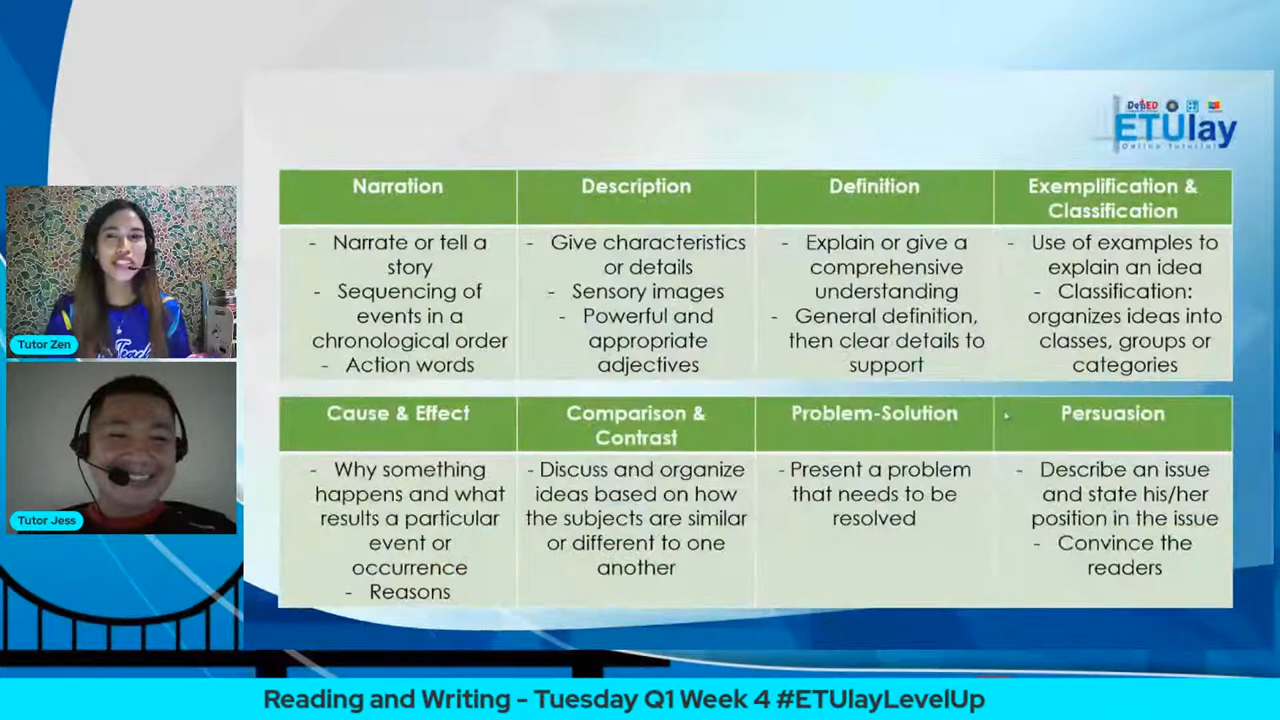 DepED
ETUlay
Online Tutorial
Narration
Description
Definition
Exemplification &
Classification
- Narrate or tell a
story
- Sequencing of
events in a
chronological order
- Action words
- Give characteristics
or details
- Sensory images
- Powerful and
appropriate
adjectives
- Explain or give a
comprehensive
understanding
- General definition,
then clear details to
support
- Use of examples to
explain an idea
- Classification:
organizes ideas into
classes, groups or
categories
Cause & Effect
Comparison &
Contrast
Problem-Solution
Persuasion
- Why something
happens and what
results a particular
event or
occurrence
- Reasons
- Discuss and organize
ideas based on how
the subjects are similar
or different to one
another
- Present a problem
that needs to be
resolved
- Describe an issue
and state his/her
position in the issue
- Convince the
readers
Tutor Zen
Tutor Jess
Reading and Writing - Tuesday Q1 Week 4 #ETUlayLevelUp